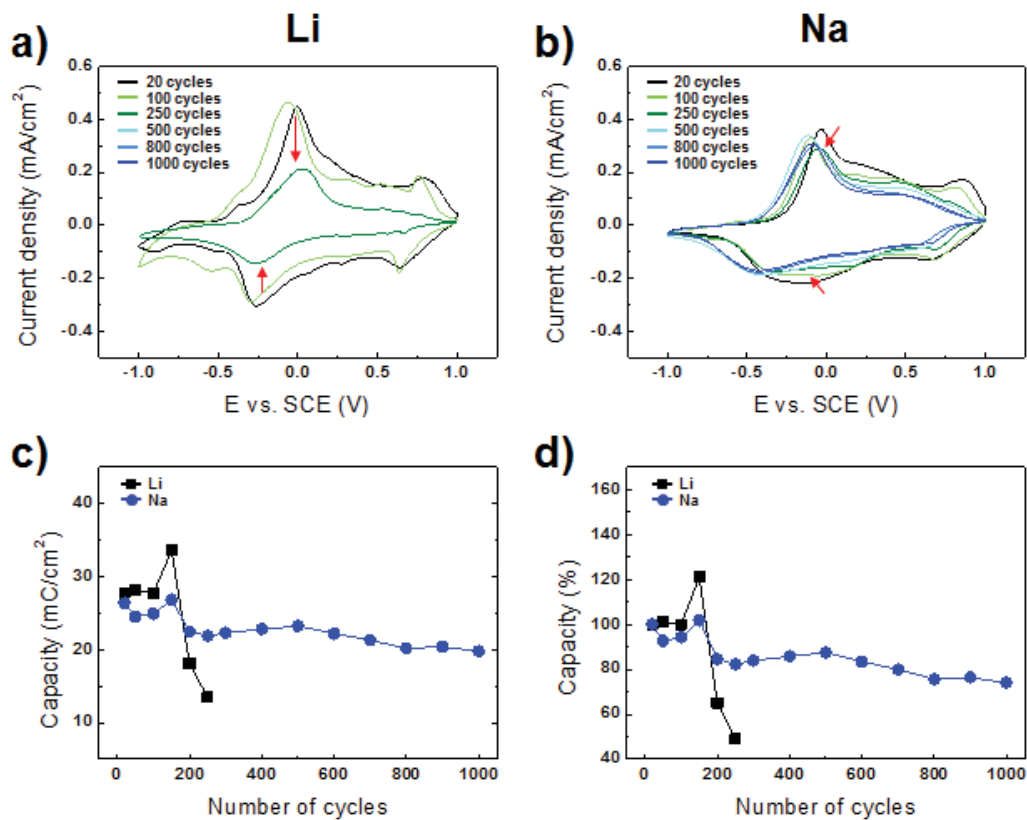 a)
Li
0.6
0.4
0.2
0.0
-0.2
-0.4
Current density (mA/cm²)
20 cycles
100 cycles
250 cycles
500 cycles
800 cycles
1000 cycles
-1.0 -0.5 0.0 0.5 1.0
E vs. SCE (V)
b)
Na
0.6
0.4
0.2
0.0
-0.2
-0.4
Current density (mA/cm²)
20 cycles
100 cycles
250 cycles
500 cycles
800 cycles
1000 cycles
-1.0 -0.5 0.0 0.5 1.0
E vs. SCE (V)
c)
Li
Na
40
30
20
10
Capacity (mC/cm²)
0 200 400 600 800 1000
Number of cycles
d)
Li
Na
160
140
120
100
80
60
40
Capacity (%)
0 200 400 600 800 1000
Number of cycles